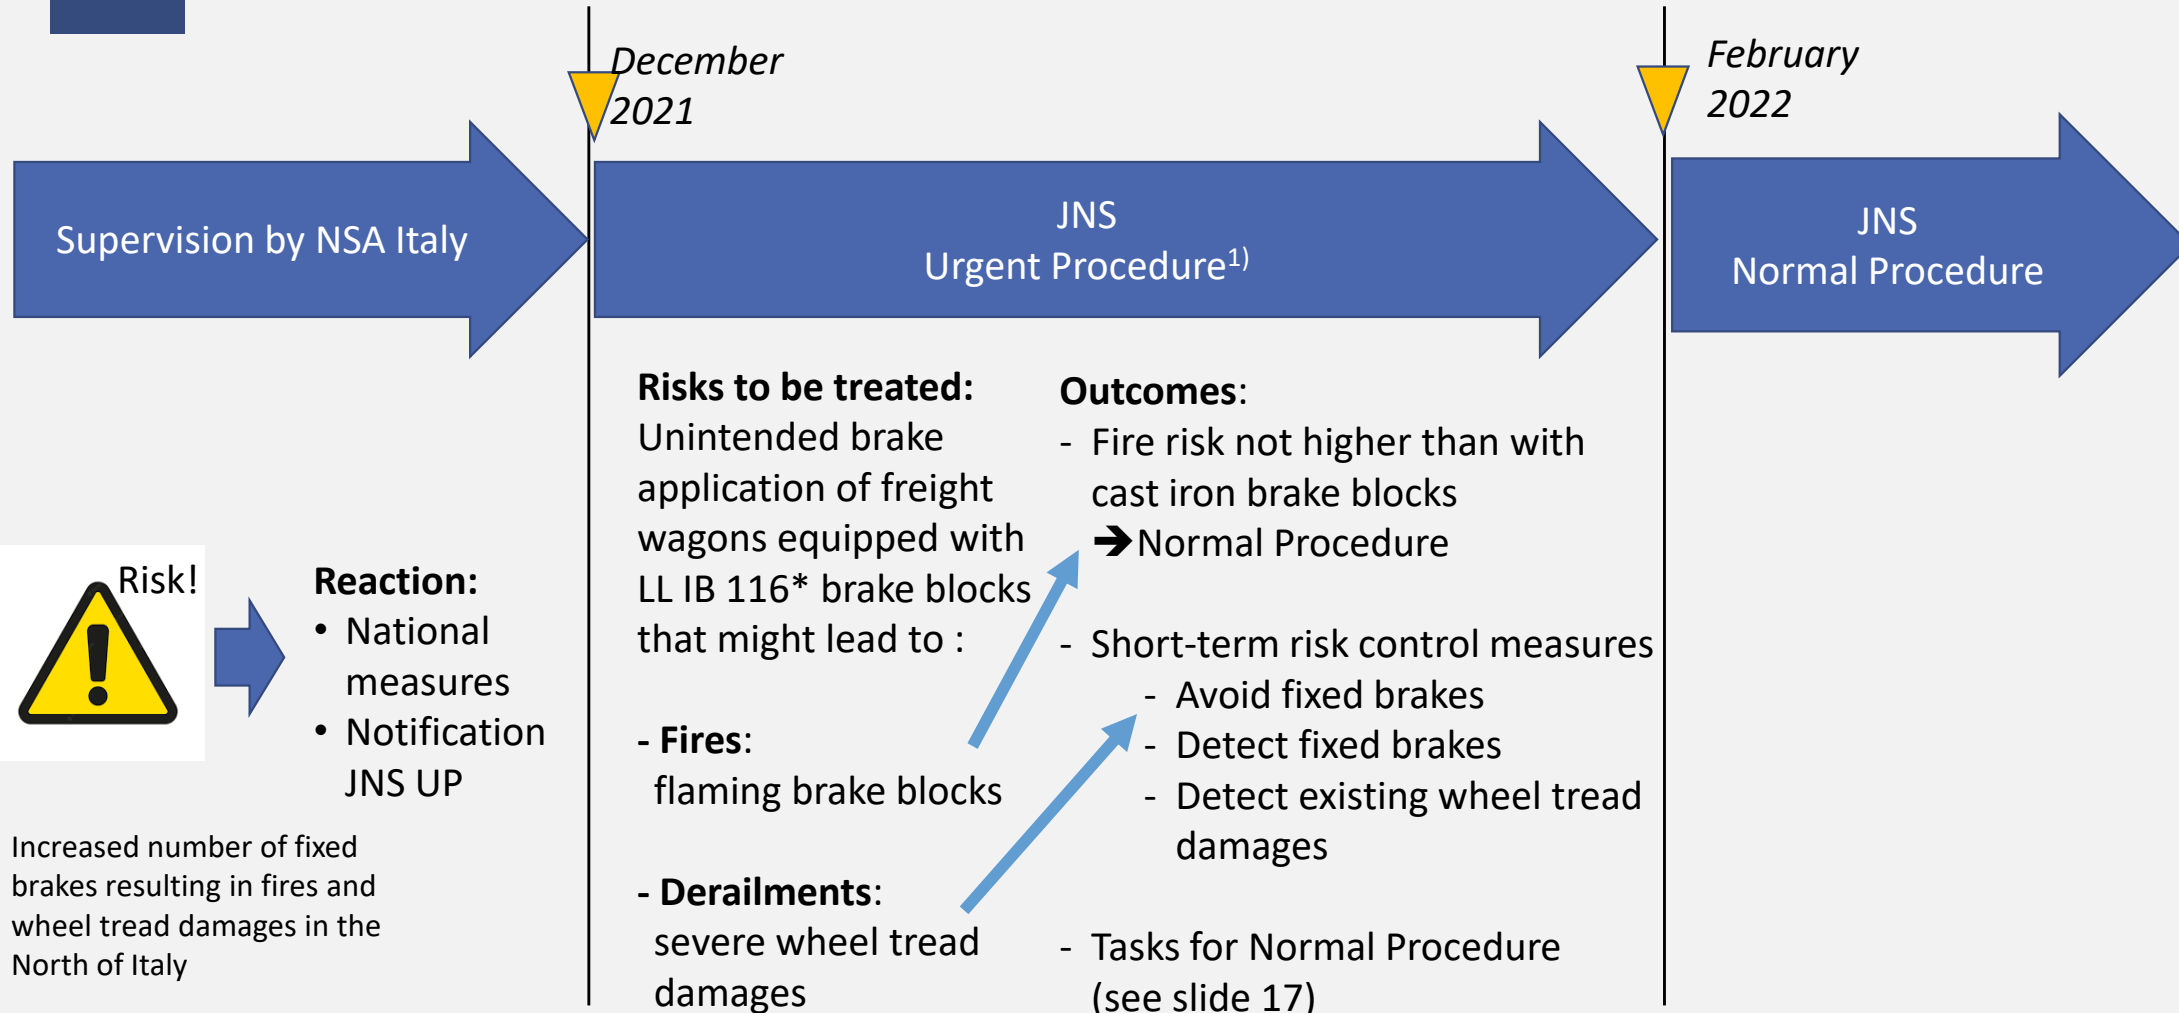 December
2021
February
2022
Supervision by NSA Italy
JNS
Urgent Procedure1)
JNS
Normal Procedure
Risk!
Reaction:
• National
measures
• Notification
JNS UP
Increased number of fixed
brakes resulting in fires and
wheel tread damages in the
North of Italy
Risks to be treated:
Unintended brake
application of freight
wagons equipped with
LL IB 116* brake blocks
that might lead to :
- Fires:
flaming brake blocks
- Derailments:
severe wheel tread
damages
Outcomes:
- Fire risk not higher than with
cast iron brake blocks
➔Normal Procedure
- Short-term risk control measures
- Avoid fixed brakes
- Detect fixed brakes
- Detect existing wheel tread
damages
- Tasks for Normal Procedure
(see slide 17)